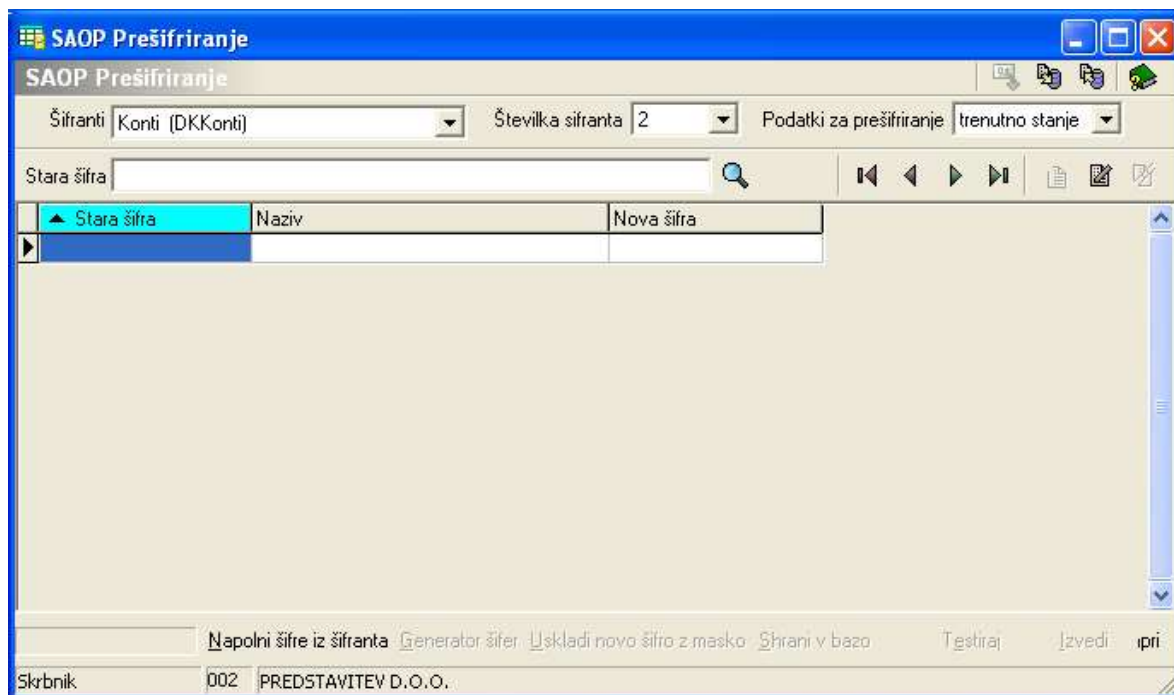 SAOP Prešifriranje
SAOP Prešifriranje
Šifranti Konti (DKKonti) Številka sifranta 2 Podatki za prešifriranje trenutno stanje
Stara šifra
Stara šifra Naziv Nova šifra
Napolni šifre iz šifranta Generator šifer Uskladi novo šifro z masko Shrani v bazo Testiraj Izvedi
Skrbnik 002 PREDSTAVITEV D.O.O.